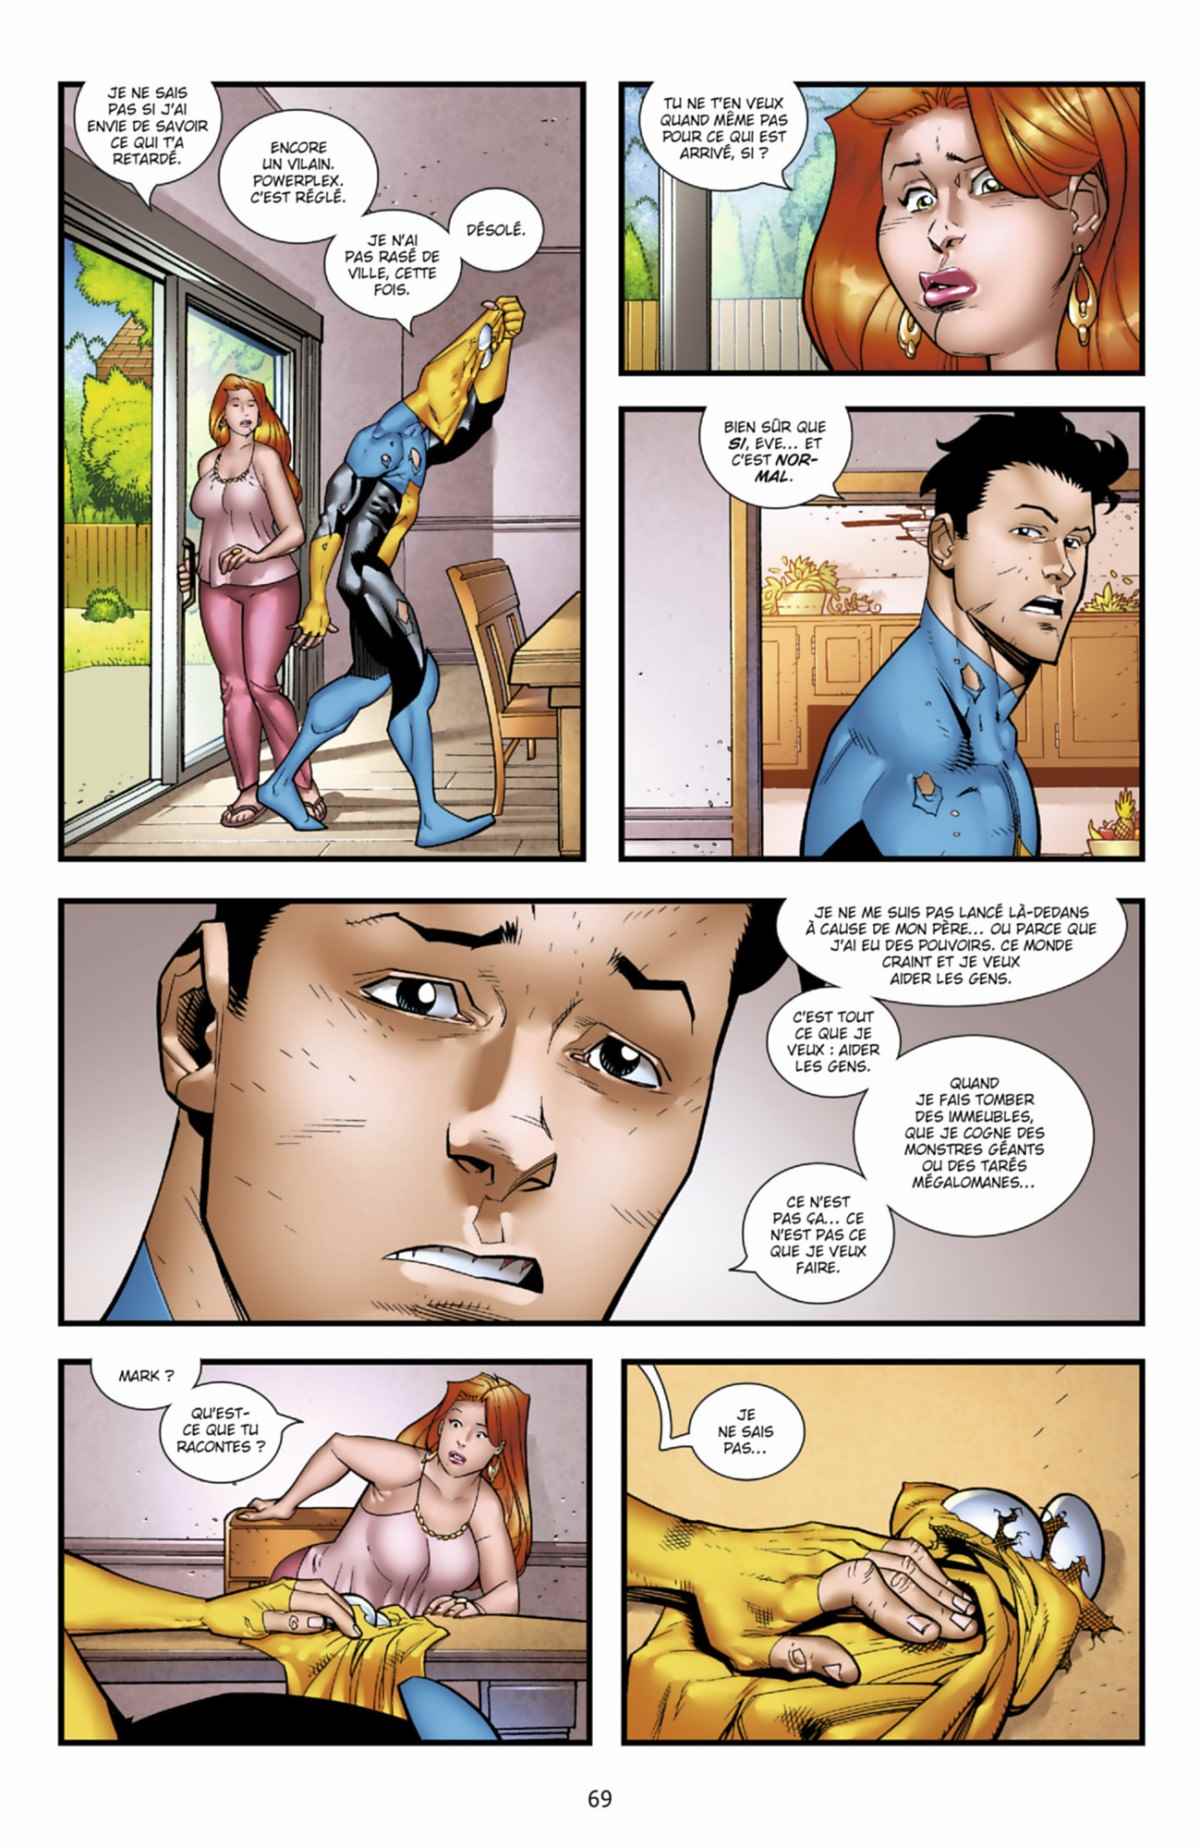 JE NE SAIS
PAS SI J'AI
ENVIE DE SAVOIR
CE QUI T'A
RETARDÉ.
ENCORE
UN VILAIN.
POWERPLEX.
C'EST RÉGLÉ.
JE N'AI
PAS RASÉ DE
VILLE, CETTE
FOIS.
DÉSOLÉ.
TU NE T'EN VEUX
QUAND MÊME PAS
POUR CE QUI EST
ARRIVÉ, SI ?
BIEN SÛR QUE
SI, EVE... ET
C'EST NOR-
MAL.
JE NE ME SUIS PAS LANCÉ LÀ-DEDANS
À CAUSE DE MON PÈRE... OU PARCE QUE
J'AI EU DES POUVOIRS. CE MONDE
CRAINT ET JE VEUX
AIDER LES GENS.
C'EST TOUT
CE QUE JE
VEUX : AIDER
LES GENS.
QUAND
JE FAIS TOMBER
DES IMMEUBLES,
QUE JE COGNE DES
MONSTRES GÉANTS
OU DES TARÉS
MÉGALOMANES...
CE N'EST
PAS ÇA... CE
N'EST PAS CE
QUE JE VEUX
FAIRE.
MARK ?
QU'EST-
CE QUE TU
RACONTES ?
JE
NE SAIS
PAS...
69